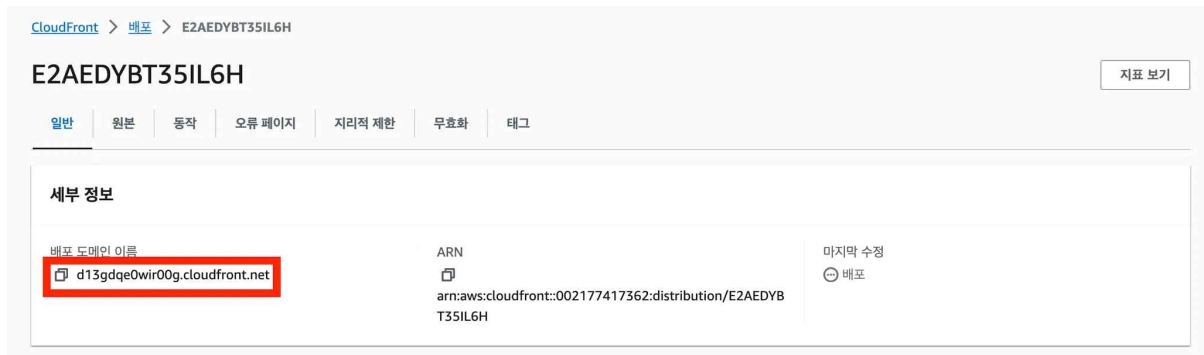 CloudFront > 배포 > E2AEDYBT35IL6H
E2AEDYBT35IL6H
지표 보기
일반 원본 동작 오류 페이지 지리적 제한 무효화 태그
세부 정보
배포 도메인 이름
d13gdqe0wir00g.cloudfront.net
ARN
arn:aws:cloudfront::002177417362:distribution/E2AEDYB
T35IL6H
마지막 수정
배포